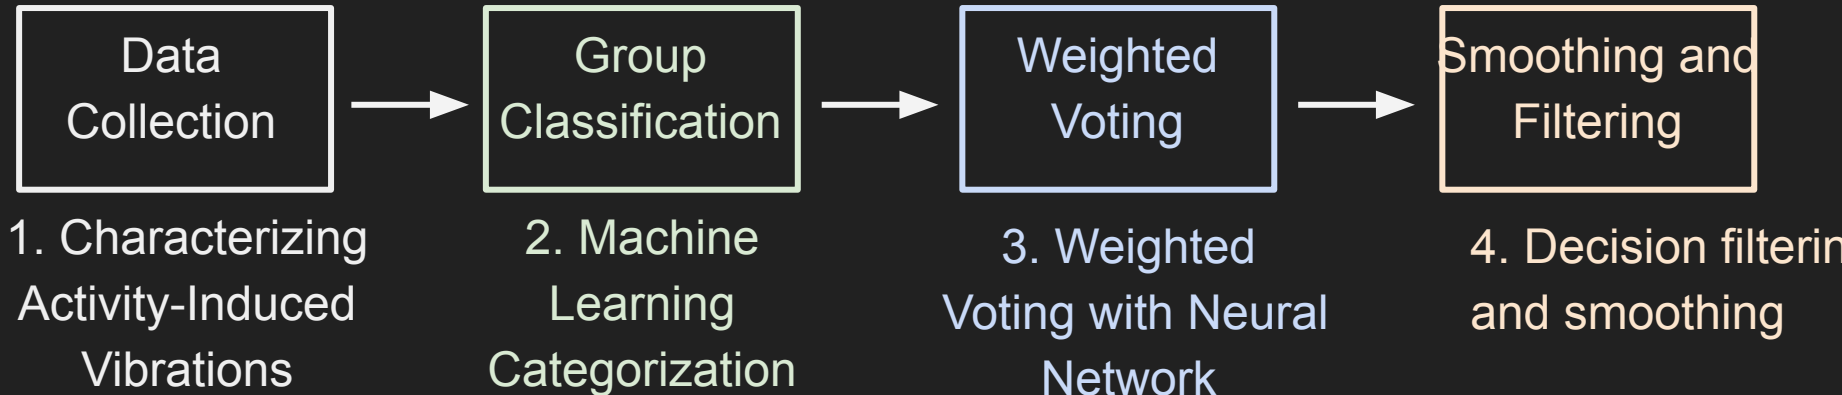 Data
Collection
Group
Classification
Weighted
Voting
Smoothing and
Filtering
1. Characterizing
Activity-Induced
Vibrations
2. Machine
Learning
Categorization
3. Weighted
Voting with Neural
Network
4. Decision filterin
and smoothing